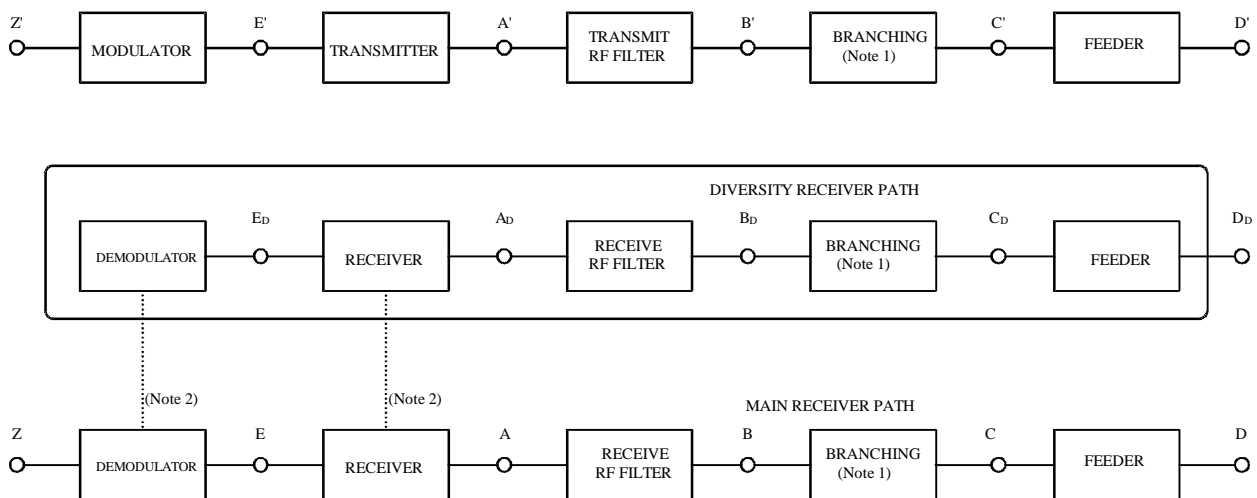 Z' E' A' B' C' D'
MODULATOR TRANSMITTER TRANSMIT RF FILTER BRANCHING (Note 1) FEEDER
DIVERSITY RECEIVER PATH
ED AD BD CD DD
DEMODULATOR RECEIVER RECEIVE RF FILTER BRANCHING (Note 1) FEEDER
(Note 2) (Note 2) MAIN RECEIVER PATH
Z E A B C D
DEMODULATOR RECEIVER RECEIVE RF FILTER BRANCHING (Note 1) FEEDER